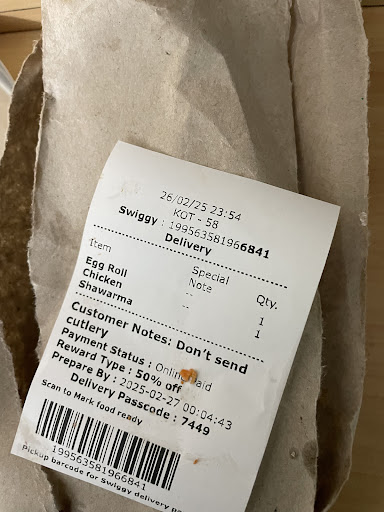 26/02/25 23:54
KOT - 58
Swiggy : 199563581966841
Delivery
Item Special Note Qty.
Egg Roll -- 1
Chicken Shawarma -- 1
Customer Notes: Don't send
cutlery
Payment Status : Online Paid
Reward Type : 50% off
Prepare By : 2025-02-27 00:04:43
Delivery Passcode : 7449
Scan to Mark food ready
199563581966841
Pickup barcode for Swiggy delivery